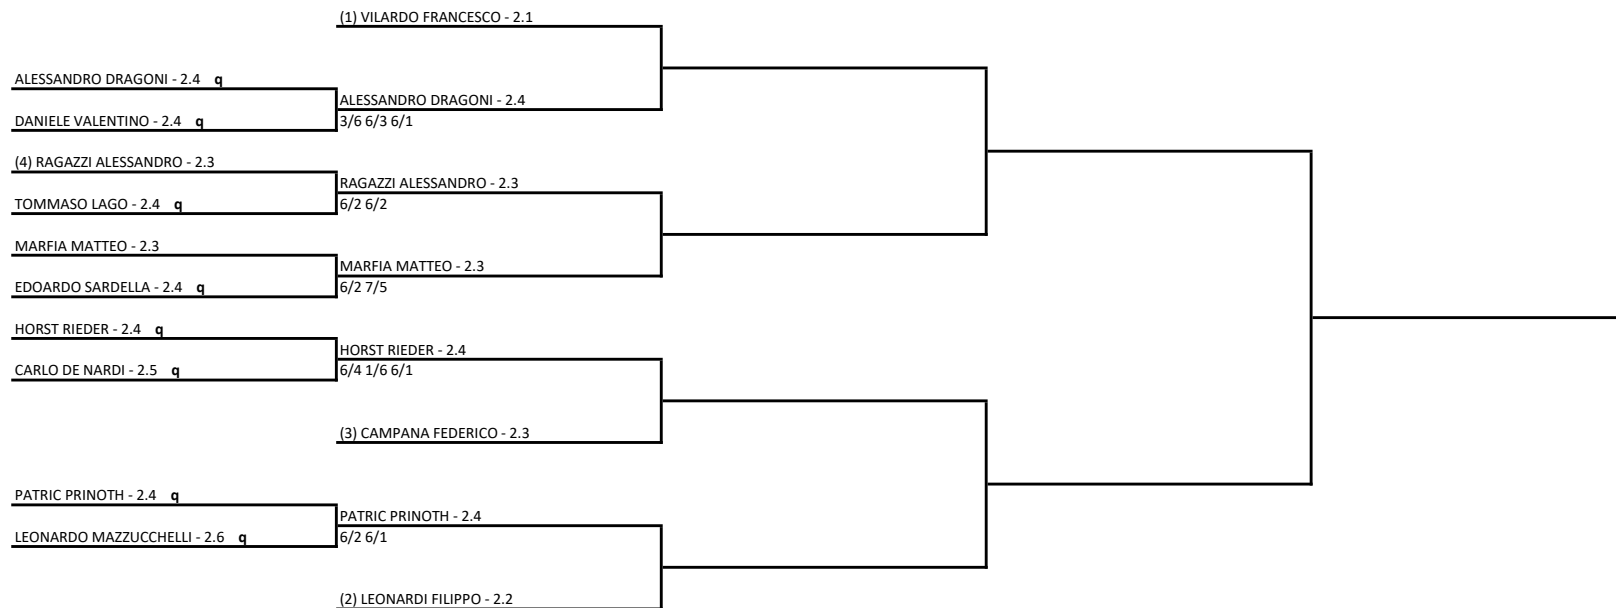 (1) VILARDO FRANCESCO - 2.1
ALESSANDRO DRAGONI - 2.4 q
ALESSANDRO DRAGONI - 2.4
DANIELE VALENTINO - 2.4 q
3/6 6/3 6/1
(4) RAGAZZI ALESSANDRO - 2.3
RAGAZZI ALESSANDRO - 2.3
TOMMASO LAGO - 2.4 q
6/2 6/2
MARFIA MATTEO - 2.3
MARFIA MATTEO - 2.3
EDOARDO SARDELLA - 2.4 q
6/2 7/5
HORST RIEDER - 2.4 q
HORST RIEDER - 2.4
CARLO DE NARDI - 2.5 q
6/4 1/6 6/1
(3) CAMPANA FEDERICO - 2.3
PATRIC PRINOTH - 2.4 q
PATRIC PRINOTH - 2.4
LEONARDO MAZZUCCHELLI - 2.6 q
6/2 6/1
(2) LEONARDI FILIPPO - 2.2